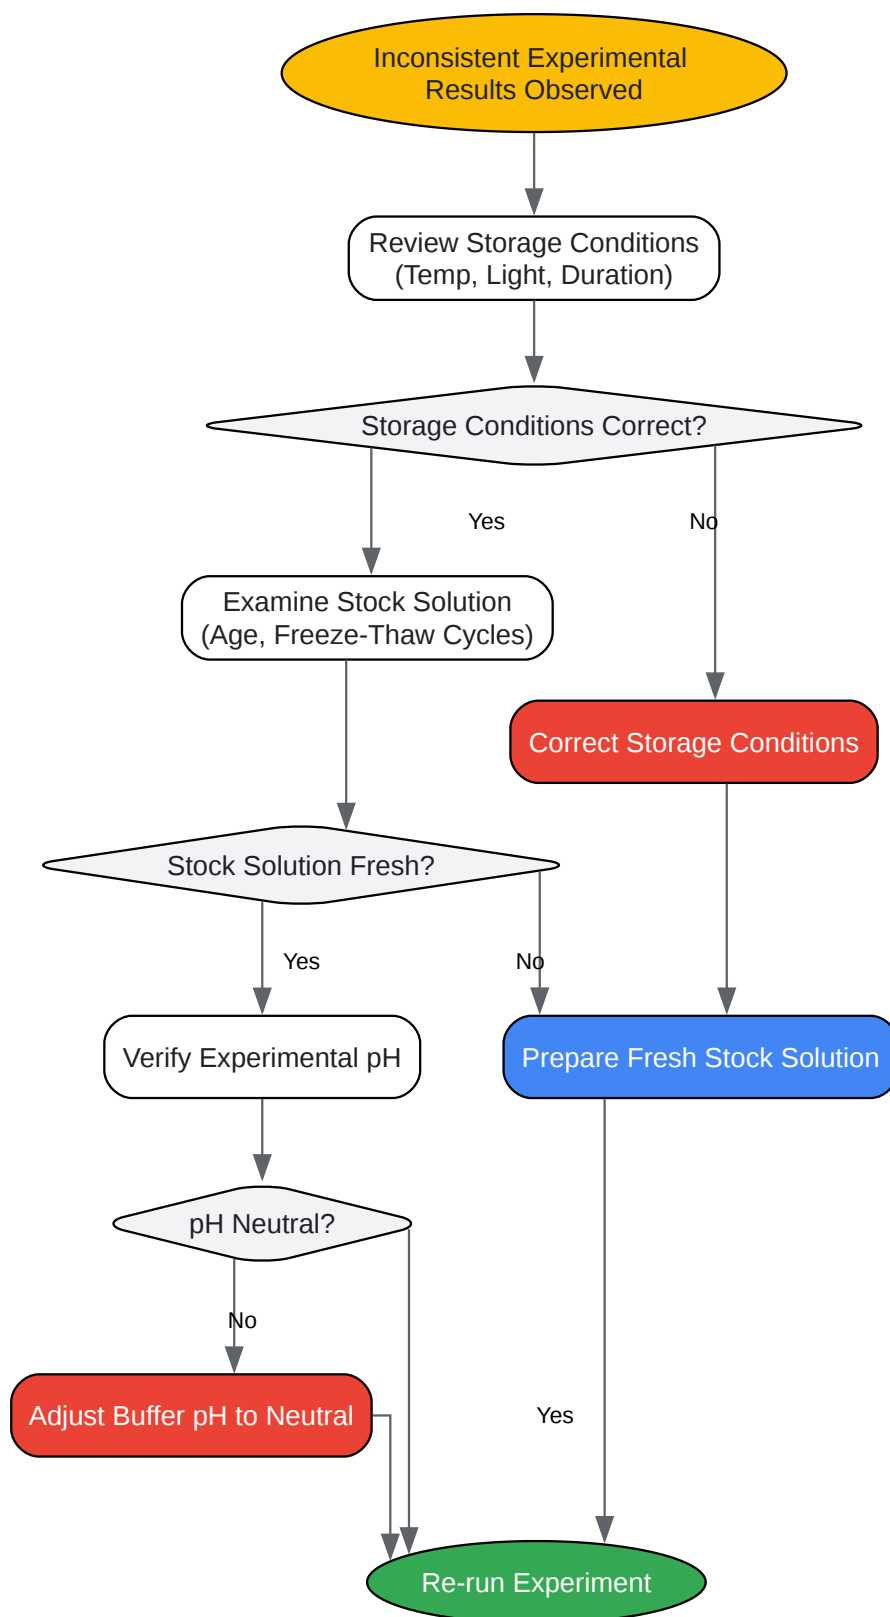 Inconsistent Experimental
Results Observed
Review Storage Conditions
(Temp, Light, Duration)
Storage Conditions Correct?
Yes
No
Examine Stock Solution
(Age, Freeze-Thaw Cycles)
Correct Storage Conditions
Stock Solution Fresh?
Yes
No
Verify Experimental pH
Prepare Fresh Stock Solution
pH Neutral?
No
Adjust Buffer pH to Neutral
Yes
Re-run Experiment